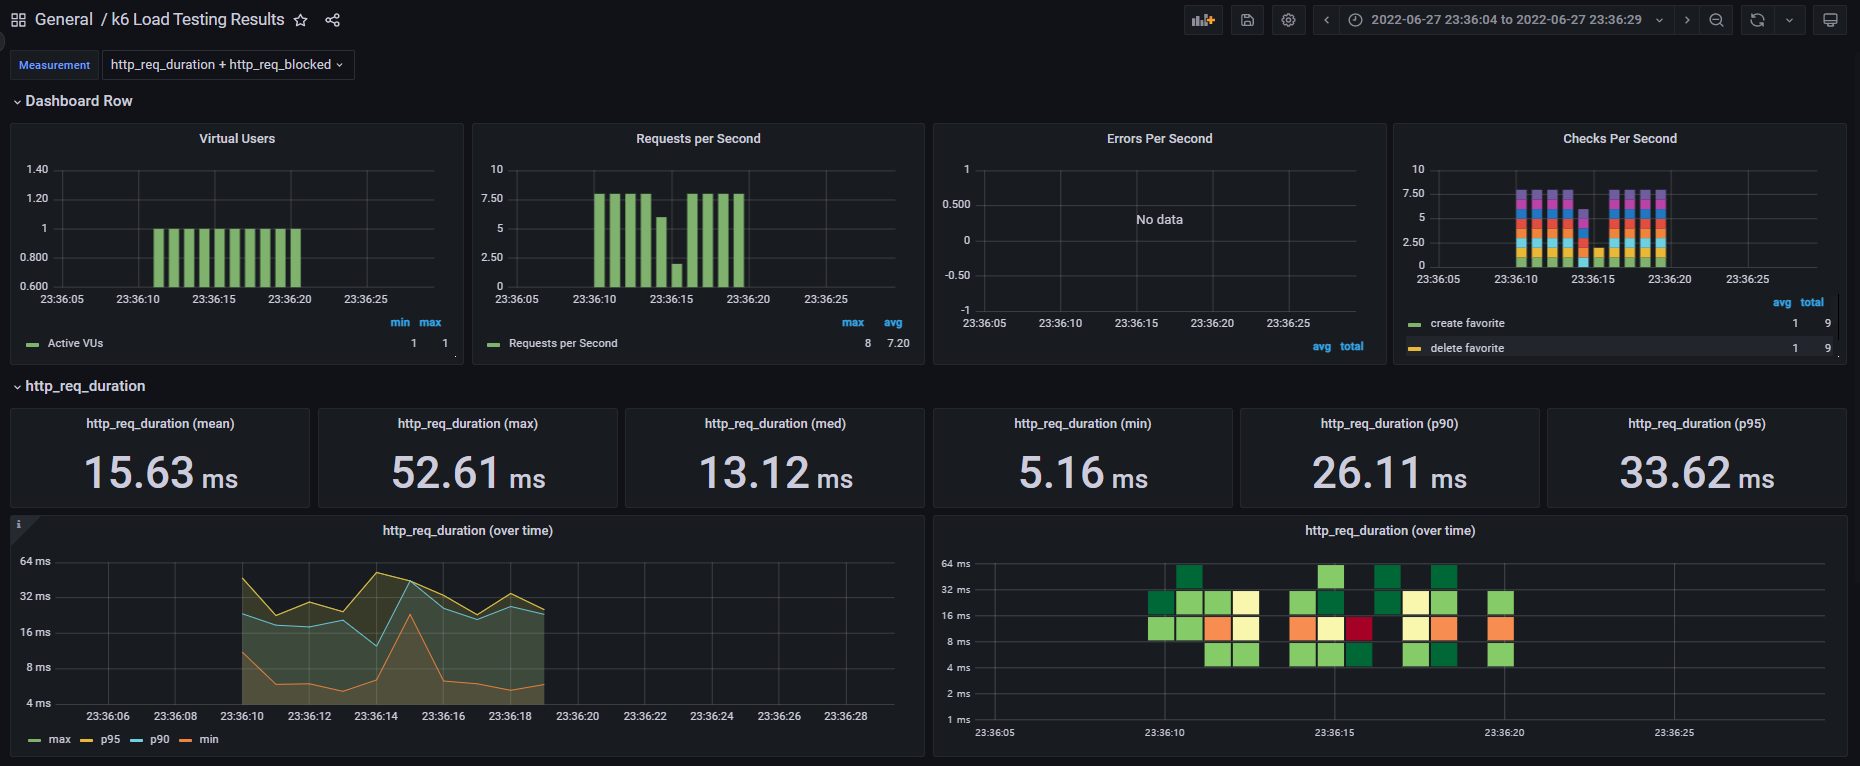 General / k6 Load Testing Results
2022-06-27 23:36:04 to 2022-06-27 23:36:29
Measurement http_req_duration + http_req_blocked
Dashboard Row
Virtual Users
1.40
1.20
1
0.800
0.600
23:36:05 23:36:10 23:36:15 23:36:20 23:36:25
min max
Active VUs 1 1
Requests per Second
10
7.50
5
2.50
0
23:36:05 23:36:10 23:36:15 23:36:20 23:36:25
max avg
Requests per Second 8 7.20
Errors Per Second
1
0.500
0
-0.50
-1
No data
23:36:05 23:36:10 23:36:15 23:36:20 23:36:25
avg total
Checks Per Second
10
7.50
5
2.50
0
23:36:05 23:36:10 23:36:15 23:36:20 23:36:25
avg total
create favorite 1 9
delete favorite 1 9
http_req_duration
http_req_duration (mean)
15.63 ms
http_req_duration (max)
52.61 ms
http_req_duration (med)
13.12 ms
http_req_duration (min)
5.16 ms
http_req_duration (p90)
26.11 ms
http_req_duration (p95)
33.62 ms
i
http_req_duration (over time)
64 ms
32 ms
16 ms
8 ms
4 ms
23:36:06 23:36:08 23:36:10 23:36:12 23:36:14 23:36:16 23:36:18 23:36:20 23:36:22 23:36:24 23:36:26 23:36:28
max p95 p90 min
http_req_duration (over time)
64 ms
32 ms
16 ms
8 ms
4 ms
2 ms
1 ms
23:36:05 23:36:10 23:36:15 23:36:20 23:36:25